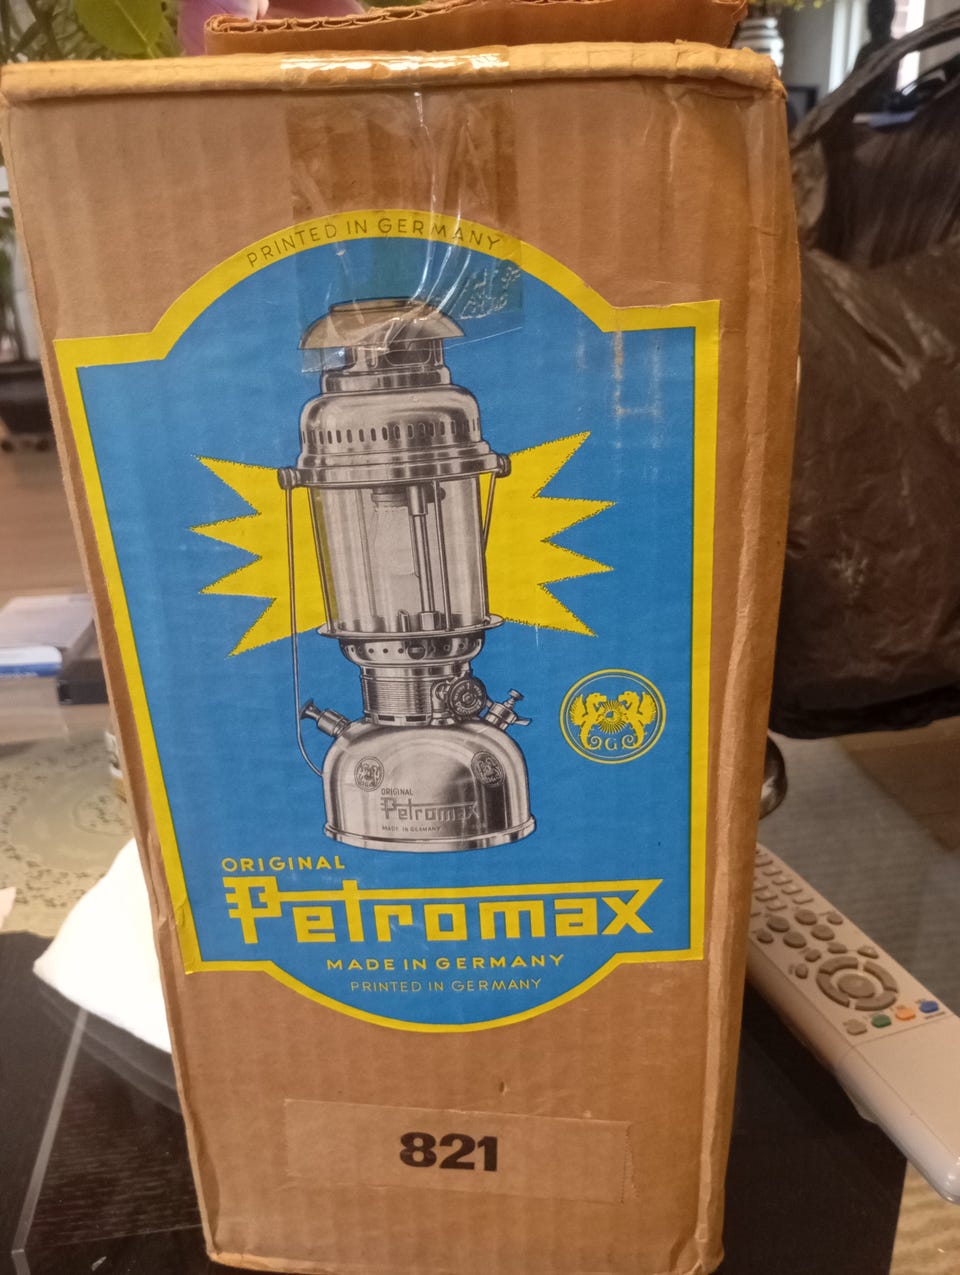 PRINTED IN GERMANY
ORIGINAL
Petromax
MADE IN GERMANY
G
ORIGINAL
Petromax
MADE IN GERMANY
PRINTED IN GERMANY
821